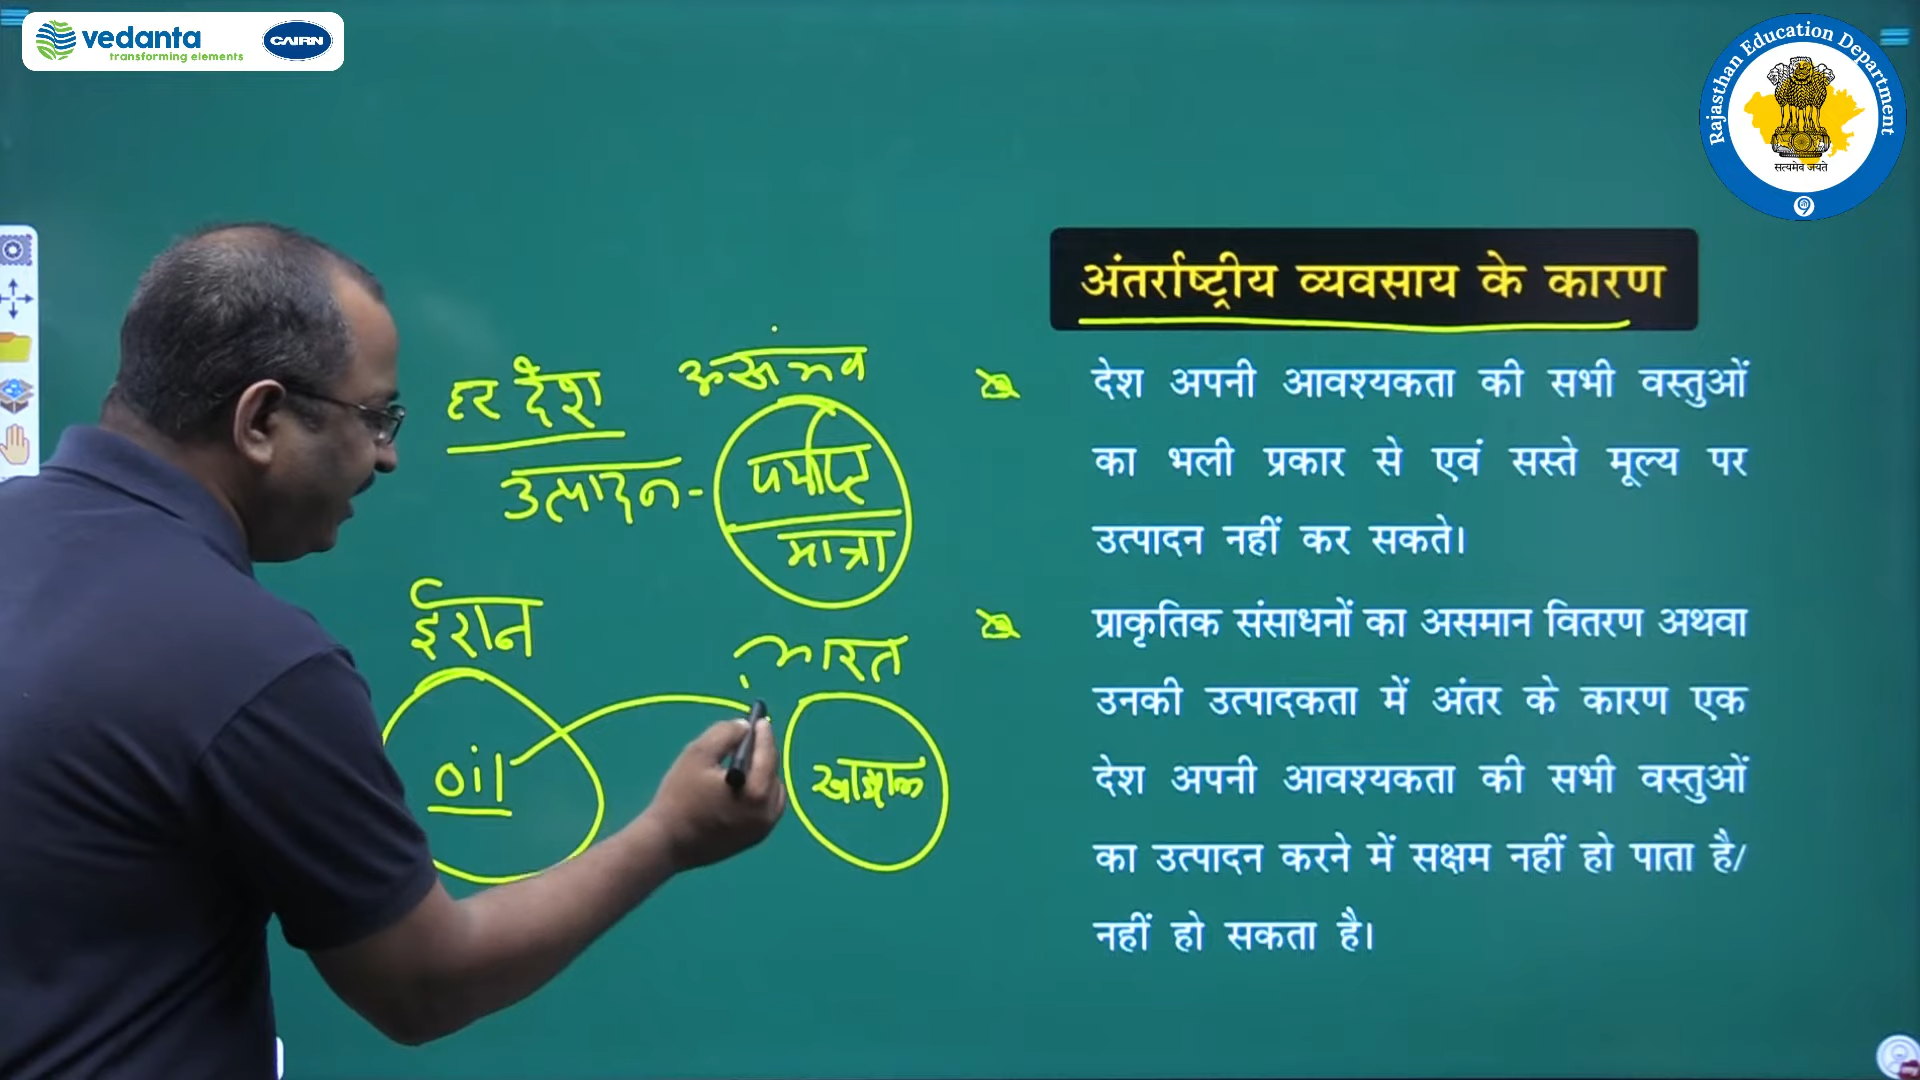 vedanta
transforming elements
CAIRN
Rajasthan Education Department
सत्यमेव जयते
अंतर्राष्ट्रीय व्यवसाय के कारण
देश अपनी आवश्यकता की सभी वस्तुओं
का भली प्रकार से एवं सस्ते मूल्य पर
उत्पादन नहीं कर सकते।
प्राकृतिक संसाधनों का असमान वितरण अथवा
उनकी उत्पादकता में अंतर के कारण एक
देश अपनी आवश्यकता की सभी वस्तुओं
का उत्पादन करने में सक्षम नहीं हो पाता है/
नहीं हो सकता है।
हर देश असंभव
उत्पादन - पर्याप्त
मात्रा
ईरान भारत
oil